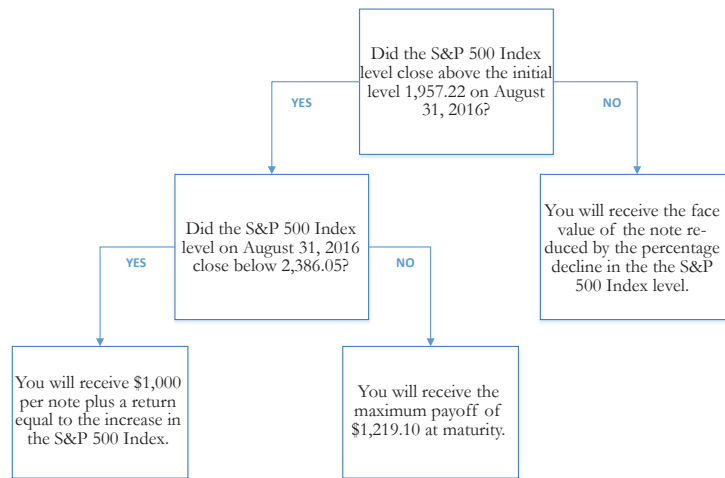 Did the S&P 500 Index
level close above the initial
level 1,957.22 on August
31, 2016?
YES
NO
Did the S&P 500 Index
level on August 31, 2016
close below 2,386.05?
You will receive the face
value of the note re-
duced by the percentage
decline in the the S&P
500 Index level.
YES
NO
You will receive $1,000
per note plus a return
equal to the increase in
the S&P 500 Index.
You will receive the
maximum payoff of
$1,219.10 at maturity.